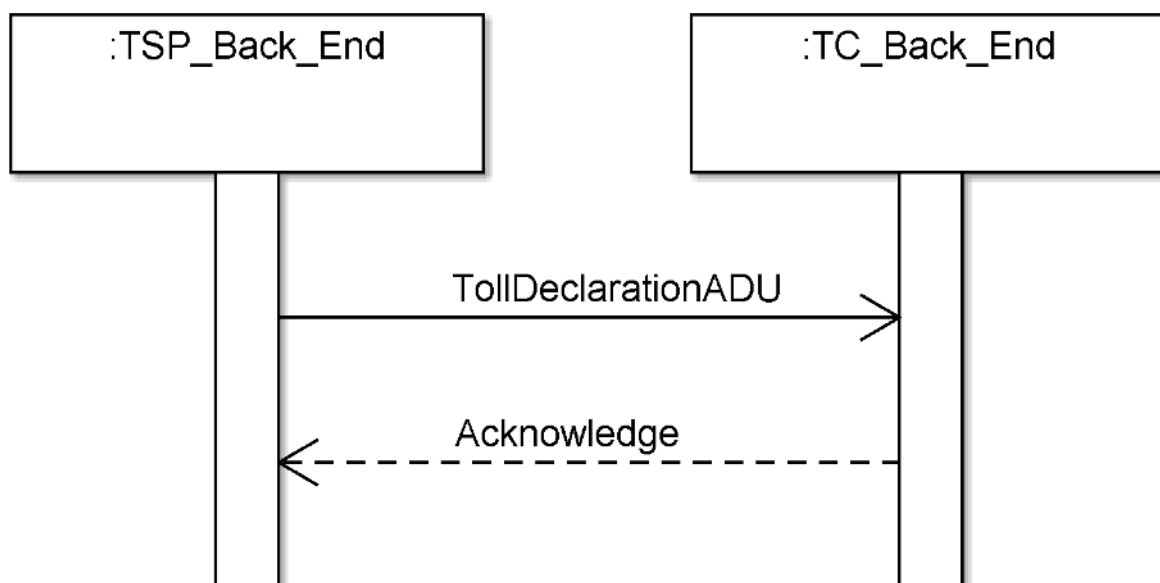 :TSP_Back_End
:TC_Back_End
TollDeclarationADU
Acknowledge